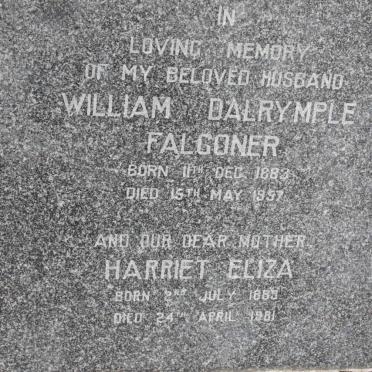 IN
LOVING MEMORY
OF MY BELOVED HUSBAND
WILLIAM DALRYMPLE
FALCONER
BORN 11TH DEC. 1883
DIED 15TH MAY 1957
AND OUR DEAR MOTHER
HARRIET ELIZA
BORN 2ND JULY 1885
DIED 24TH APRIL 1981